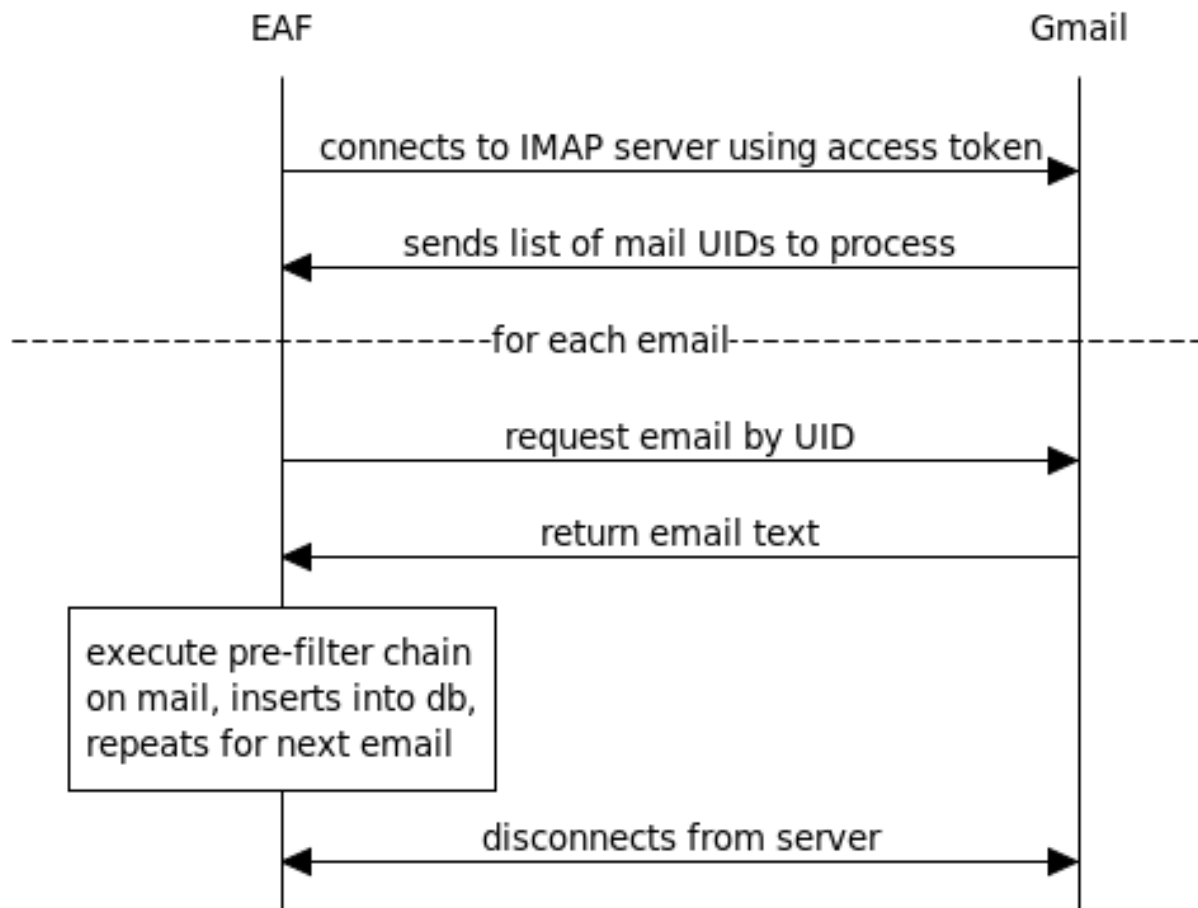 EAF
Gmail
connects to IMAP server using access token
sends list of mail UIDs to process
for each email
request email by UID
return email text
execute pre-filter chain
on mail, inserts into db,
repeats for next email
disconnects from server